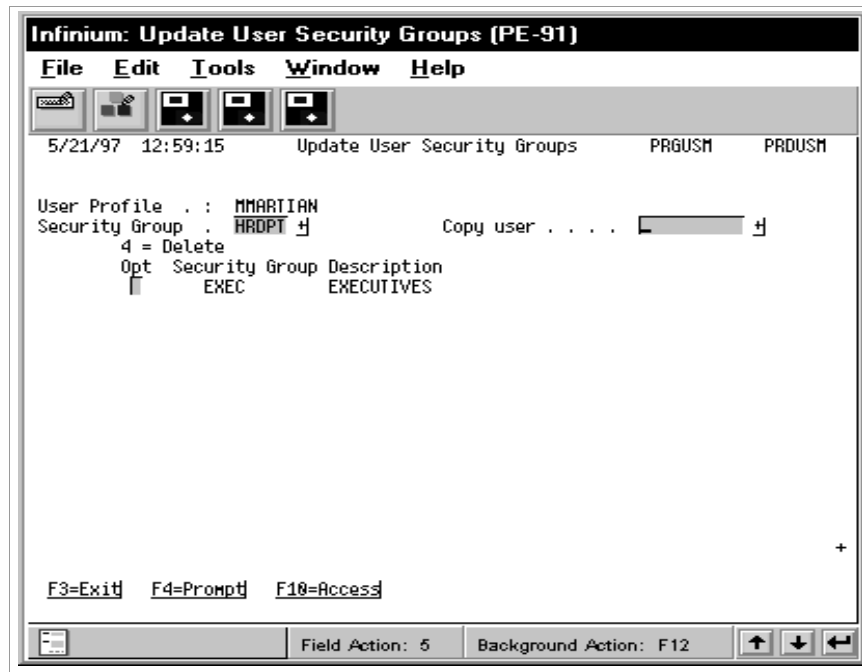 Infinium: Update User Security Groups (PE-91)
File Edit Tools Window Help
5/21/97 12:59:15 Update User Security Groups PRGUSM PRDUSM
User Profile . : MMARTIAN
Security Group . HRDPT + Copy user . . . . _ +
4 = Delete
Opt Security Group Description
EXEC EXECUTIVES
+
F3=Exit F4=Prompt F10=Access
Field Action: 5 Background Action: F12